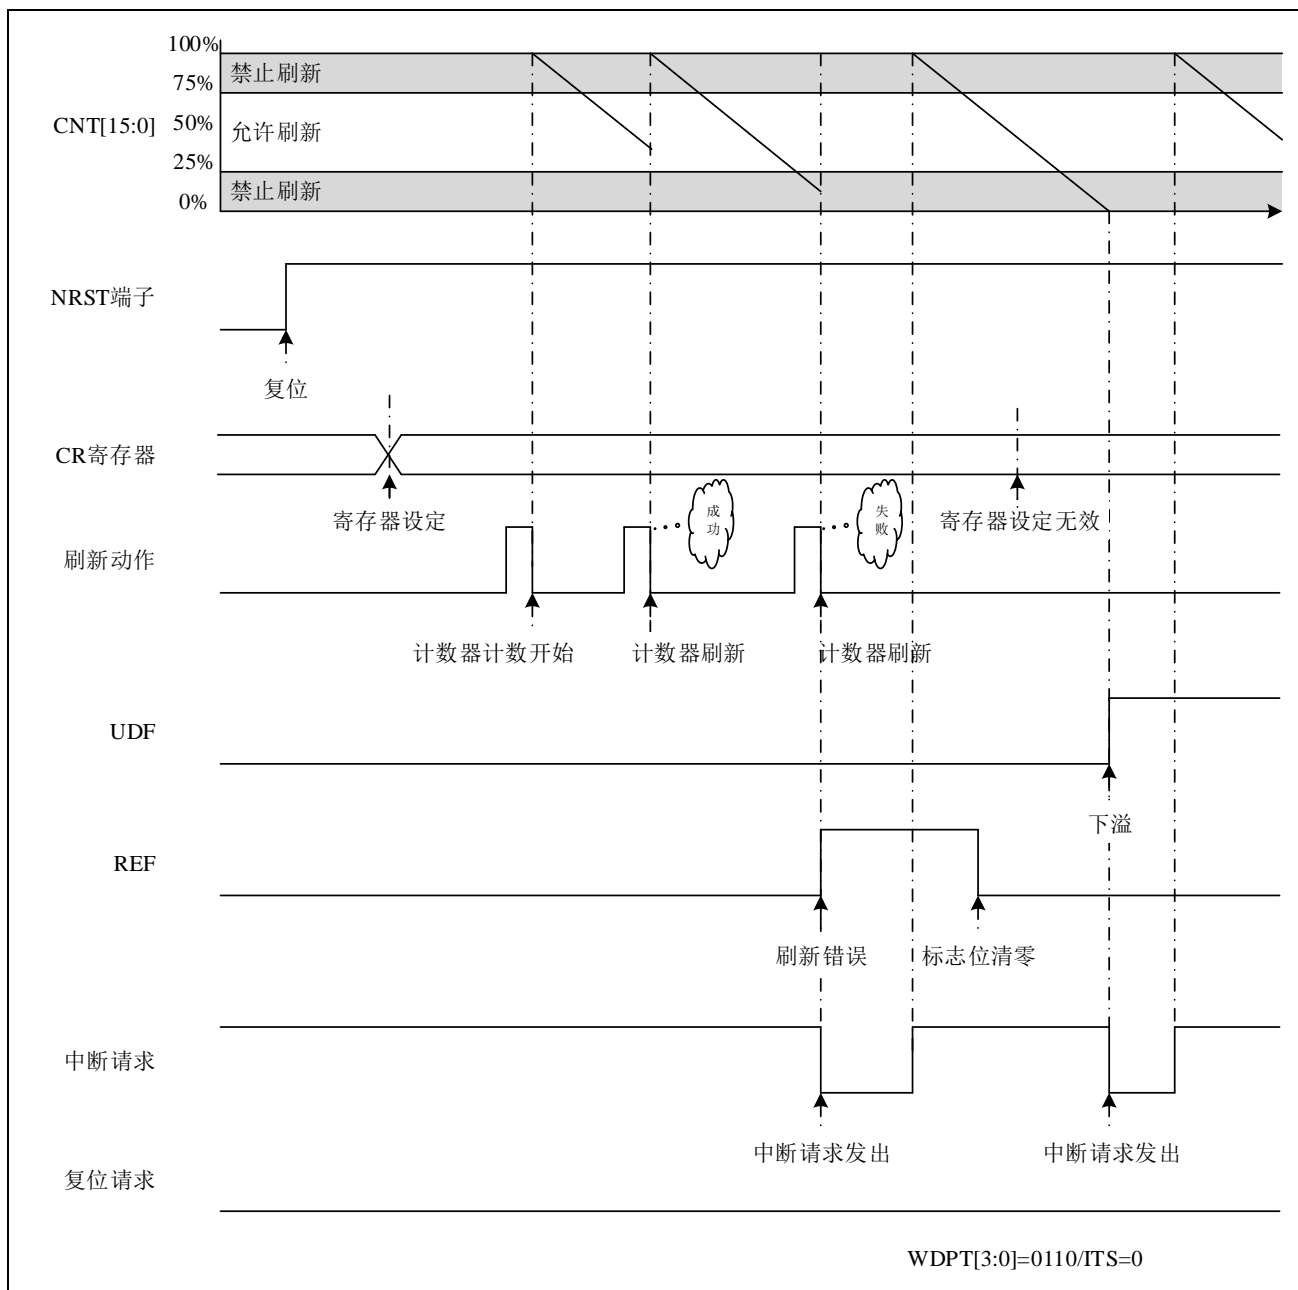 100%
禁止刷新
75%
CNT[15:0]
50%
允许刷新
25%
禁止刷新
0%
NRST端子
复位
CR寄存器
寄存器设定
成功
失败
寄存器设定无效
刷新动作
计数器计数开始
计数器刷新
计数器刷新
UDF
下溢
REF
刷新错误
标志位清零
中断请求
中断请求发出
中断请求发出
复位请求
WDPT[3:0]=0110/ITS=0